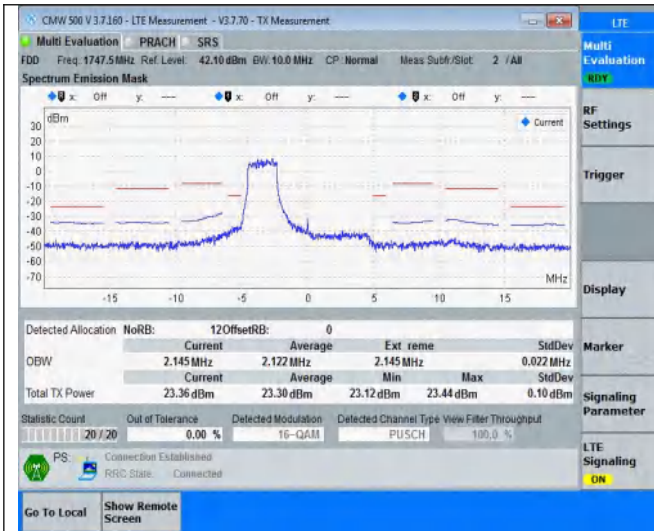 CMW 500 V 3.7.160 - LTE Measurement - V3.7.70 - TX Measurement
LTE
Multi Evaluation PRACH SRS
Multi Evaluation
RDY
FDD Freq.: 1747.5 MHz Ref. Level: 42.10 dBm BW: 10.0 MHz CP: Normal Meas Subfr./Slot: 2 / All
Spectrum Emission Mask
x: Off y: --- x: Off y: --- x: Off y: ---
dBm
Current
30
20
10
0
-10
-20
-30
-40
-50
-60
-70
MHz
-15 -10 -5 0 5 10 15
RF Settings
Trigger
Display
Marker
Signaling Parameter
LTE Signaling
ON
Detected Allocation NoRB: 12 OffsetRB: 0
Current Average Ext reme StdDev
OBW 2.145 MHz 2.122 MHz 2.145 MHz 0.022 MHz
Current Average Min Max StdDev
Total TX Power 23.36 dBm 23.30 dBm 23.12 dBm 23.44 dBm 0.10 dBm
Statistic Count Out of Tolerance Detected Modulation Detected Channel Type View Filter Throughput
20 / 20 0.00 % 16-QAM PUSCH 100.0 %
PS: Connection Established
RRC State: Connected
Go To Local
Show Remote Screen